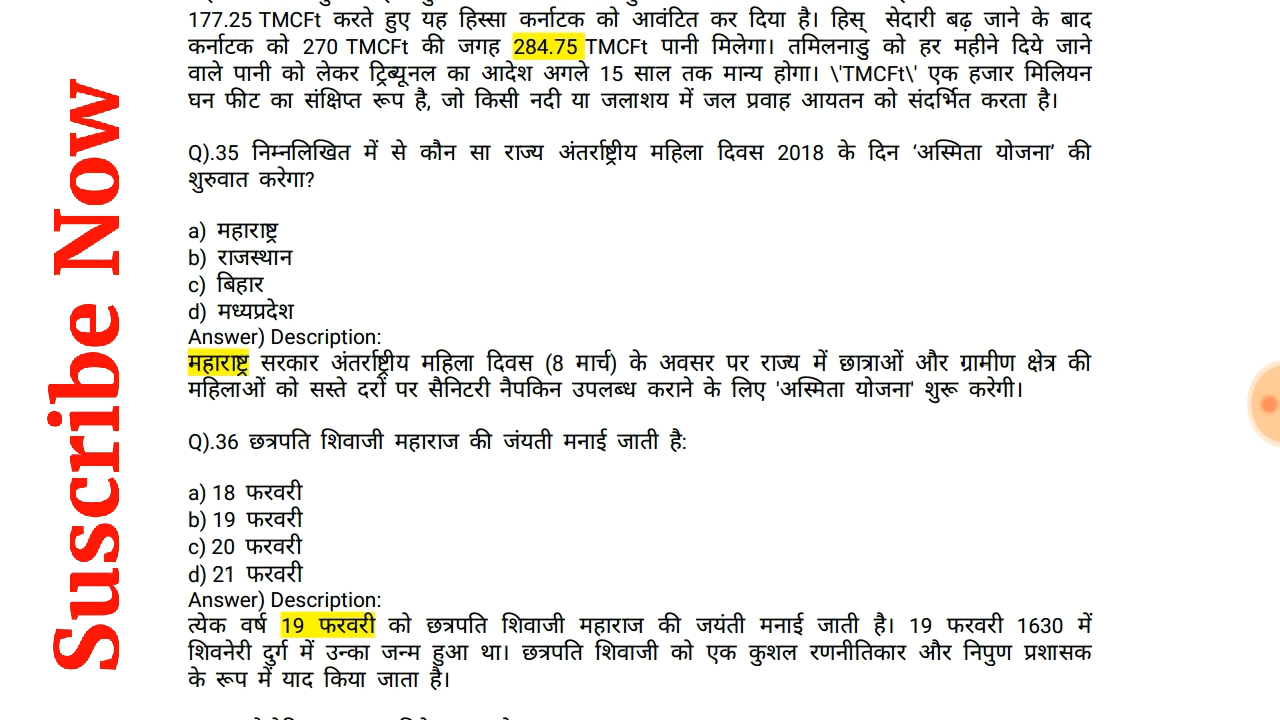 177.25 TMCFt करते हुए यह हिस्सा कर्नाटक को आवंटित कर दिया है। हिस् सेदारी बढ़ जाने के बाद
कर्नाटक को 270 TMCFt की जगह 284.75 TMCFt पानी मिलेगा। तमिलनाडु को हर महीने दिये जाने
वाले पानी को लेकर ट्रिब्यूनल का आदेश अगले 15 साल तक मान्य होगा। \'TMCFt\' एक हजार मिलियन
घन फीट का संक्षिप्त रूप है, जो किसी नदी या जलाशय में जल प्रवाह आयतन को संदर्भित करता है।
Q).35 निम्नलिखित में से कौन सा राज्य अंतर्राष्ट्रीय महिला दिवस 2018 के दिन ‘अस्मिता योजना’ की
शुरुवात करेगा?
a) महाराष्ट्र
b) राजस्थान
c) बिहार
d) मध्यप्रदेश
Answer) Description:
महाराष्ट्र सरकार अंतर्राष्ट्रीय महिला दिवस (8 मार्च) के अवसर पर राज्य में छात्राओं और ग्रामीण क्षेत्र की
महिलाओं को सस्ते दरों पर सैनिटरी नैपकिन उपलब्ध कराने के लिए 'अस्मिता योजना' शुरू करेगी।
Q).36 छत्रपति शिवाजी महाराज की जंयती मनाई जाती है:
a) 18 फरवरी
b) 19 फरवरी
c) 20 फरवरी
d) 21 फरवरी
Answer) Description:
त्येक वर्ष 19 फरवरी को छत्रपति शिवाजी महाराज की जयंती मनाई जाती है। 19 फरवरी 1630 में
शिवनेरी दुर्ग में उनका जन्म हुआ था। छत्रपति शिवाजी को एक कुशल रणनीतिकार और निपुण प्रशासक
के रूप में याद किया जाता है।
Suscribe Now